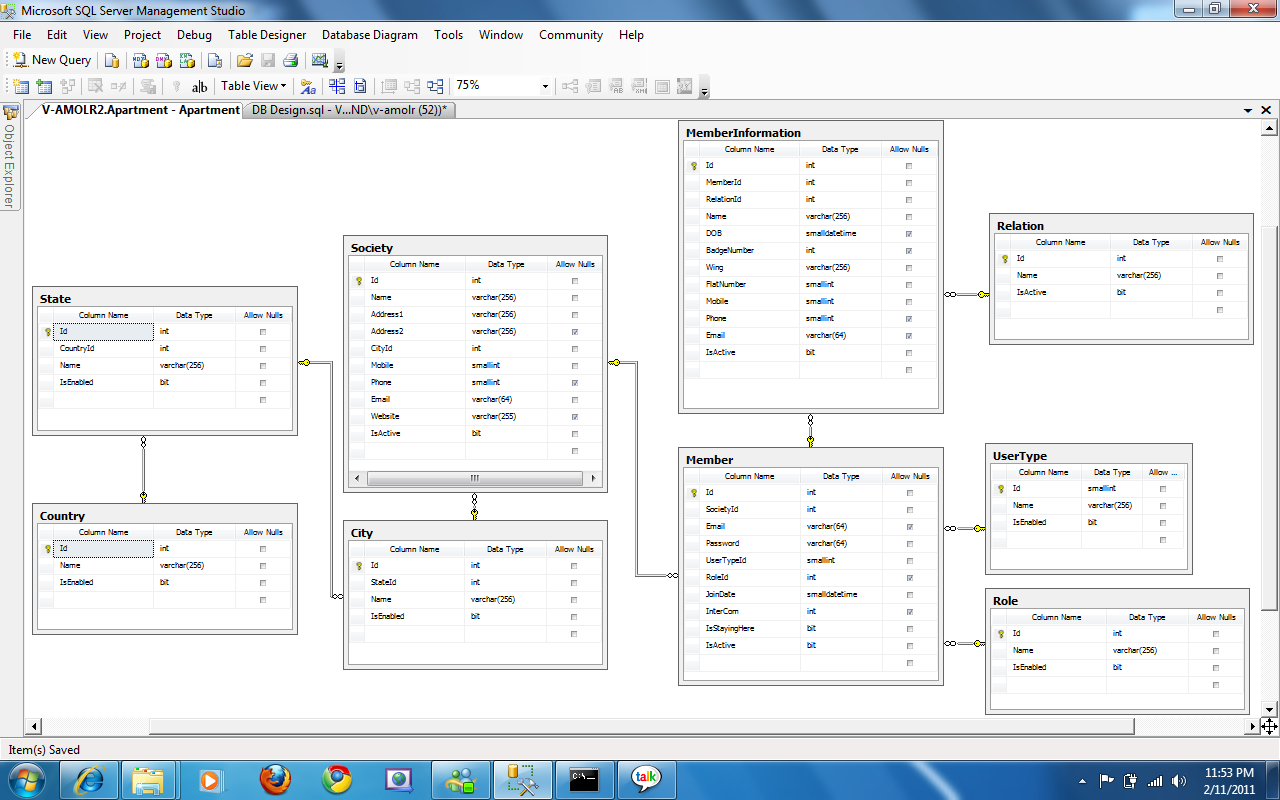 Microsoft SQL Server Management Studio
File Edit View Project Debug Table Designer Database Diagram Tools Window Community Help
New Query
ab Table View 75%
V-AMOLR2.Apartment - Apartment DB Design.sql - V...ND\v-amolr (52))*
Object Explorer
State
Column Name Data Type Allow Nulls
Id int
CountryId int
Name varchar(256)
IsEnabled bit
Country
Column Name Data Type Allow Nulls
Id int
Name varchar(256)
IsEnabled bit
Society
Column Name Data Type Allow Nulls
Id int
Name varchar(256)
Address1 varchar(256)
Address2 varchar(256)
CityId int
Mobile smallint
Phone smallint
Email varchar(64)
Website varchar(255)
IsActive bit
City
Column Name Data Type Allow Nulls
Id int
StateId int
Name varchar(256)
IsEnabled bit
MemberInformation
Column Name Data Type Allow Nulls
Id int
MemberId int
RelationId int
Name varchar(256)
DOB smalldatetime
BadgeNumber int
Wing varchar(256)
FlatNumber smallint
Mobile smallint
Phone smallint
Email varchar(64)
IsActive bit
Member
Column Name Data Type Allow Nulls
Id int
SocietyId int
Email varchar(64)
Password varchar(64)
UserTypeId smallint
RoleId int
JoinDate smalldatetime
InterCom int
IsStayingHere bit
IsActive bit
Relation
Column Name Data Type Allow Nulls
Id int
Name varchar(256)
IsActive bit
UserType
Column Name Data Type Allow ...
Id smallint
Name varchar(256)
IsEnabled bit
Role
Column Name Data Type Allow Nulls
Id int
Name varchar(256)
IsEnabled bit
Item(s) Saved
C:\.
talk
11:53 PM
2/11/2011